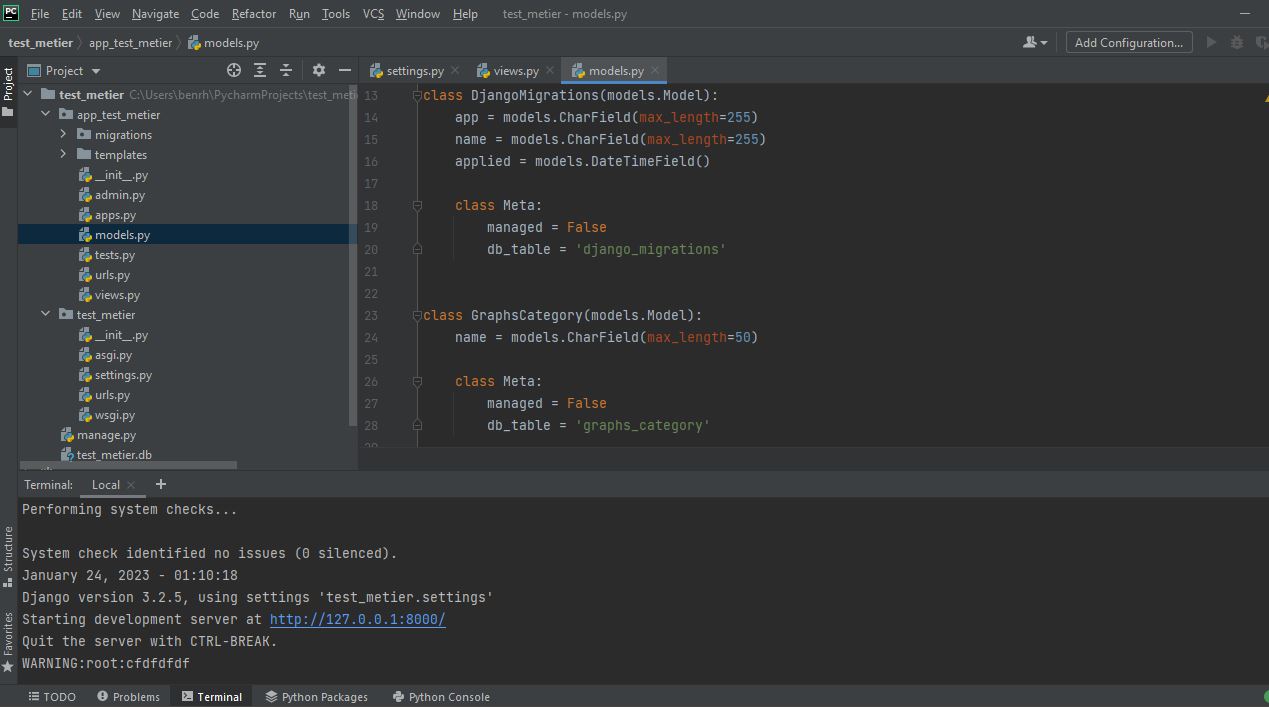 PC File Edit View Navigate Code Refactor Run Tools VCS Window Help test_metier - models.py
test_metier app_test_metier models.py Add Configuration...
Project
Project
settings.py views.py models.py
test_metier C:\Users\benrh\PycharmProjects\test_metie
app_test_metier
migrations
templates
__init__.py
admin.py
apps.py
models.py
tests.py
urls.py
views.py
test_metier
__init__.py
asgi.py
settings.py
urls.py
wsgi.py
manage.py
test_metier.db
13 class DjangoMigrations(models.Model):
14 app = models.CharField(max_length=255)
15 name = models.CharField(max_length=255)
16 applied = models.DateTimeField()
17
18 class Meta:
19 managed = False
20 db_table = 'django_migrations'
21
22
23 class GraphsCategory(models.Model):
24 name = models.CharField(max_length=50)
25
26 class Meta:
27 managed = False
28 db_table = 'graphs_category'
Terminal: Local +
Performing system checks...
System check identified no issues (0 silenced).
January 24, 2023 - 01:10:18
Django version 3.2.5, using settings 'test_metier.settings'
Starting development server at http://127.0.0.1:8000/
Quit the server with CTRL-BREAK.
WARNING:root:cfdfdfdf
Structure
Favorites
TODO Problems Terminal Python Packages Python Console